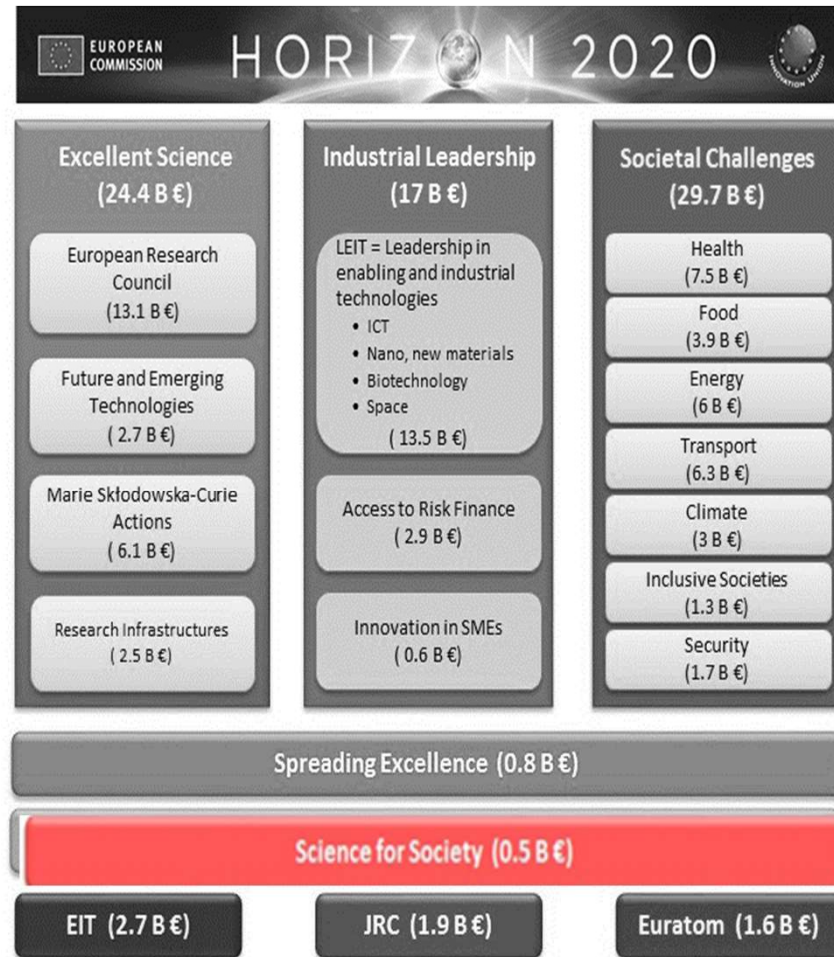 EUROPEAN
COMMISSION
HORIZON 2020
INNOVATION UNION
Excellent Science
(24.4 B €)
European Research
Council
(13.1 B €)
Future and Emerging
Technologies
( 2.7 B €)
Marie Skłodowska-Curie
Actions
( 6.1 B €)
Research Infrastructures
( 2.5 B €)
Industrial Leadership
(17 B €)
LEIT = Leadership in
enabling and industrial
technologies
• ICT
• Nano, new materials
• Biotechnology
• Space
( 13.5 B €)
Access to Risk Finance
( 2.9 B €)
Innovation in SMEs
( 0.6 B €)
Societal Challenges
(29.7 B €)
Health
(7.5 B €)
Food
(3.9 B €)
Energy
(6 B €)
Transport
(6.3 B €)
Climate
(3 B €)
Inclusive Societies
(1.3 B €)
Security
(1.7 B €)
Spreading Excellence (0.8 B €)
Science for Society (0.5 B €)
EIT (2.7 B €)
JRC (1.9 B €)
Euratom (1.6 B €)